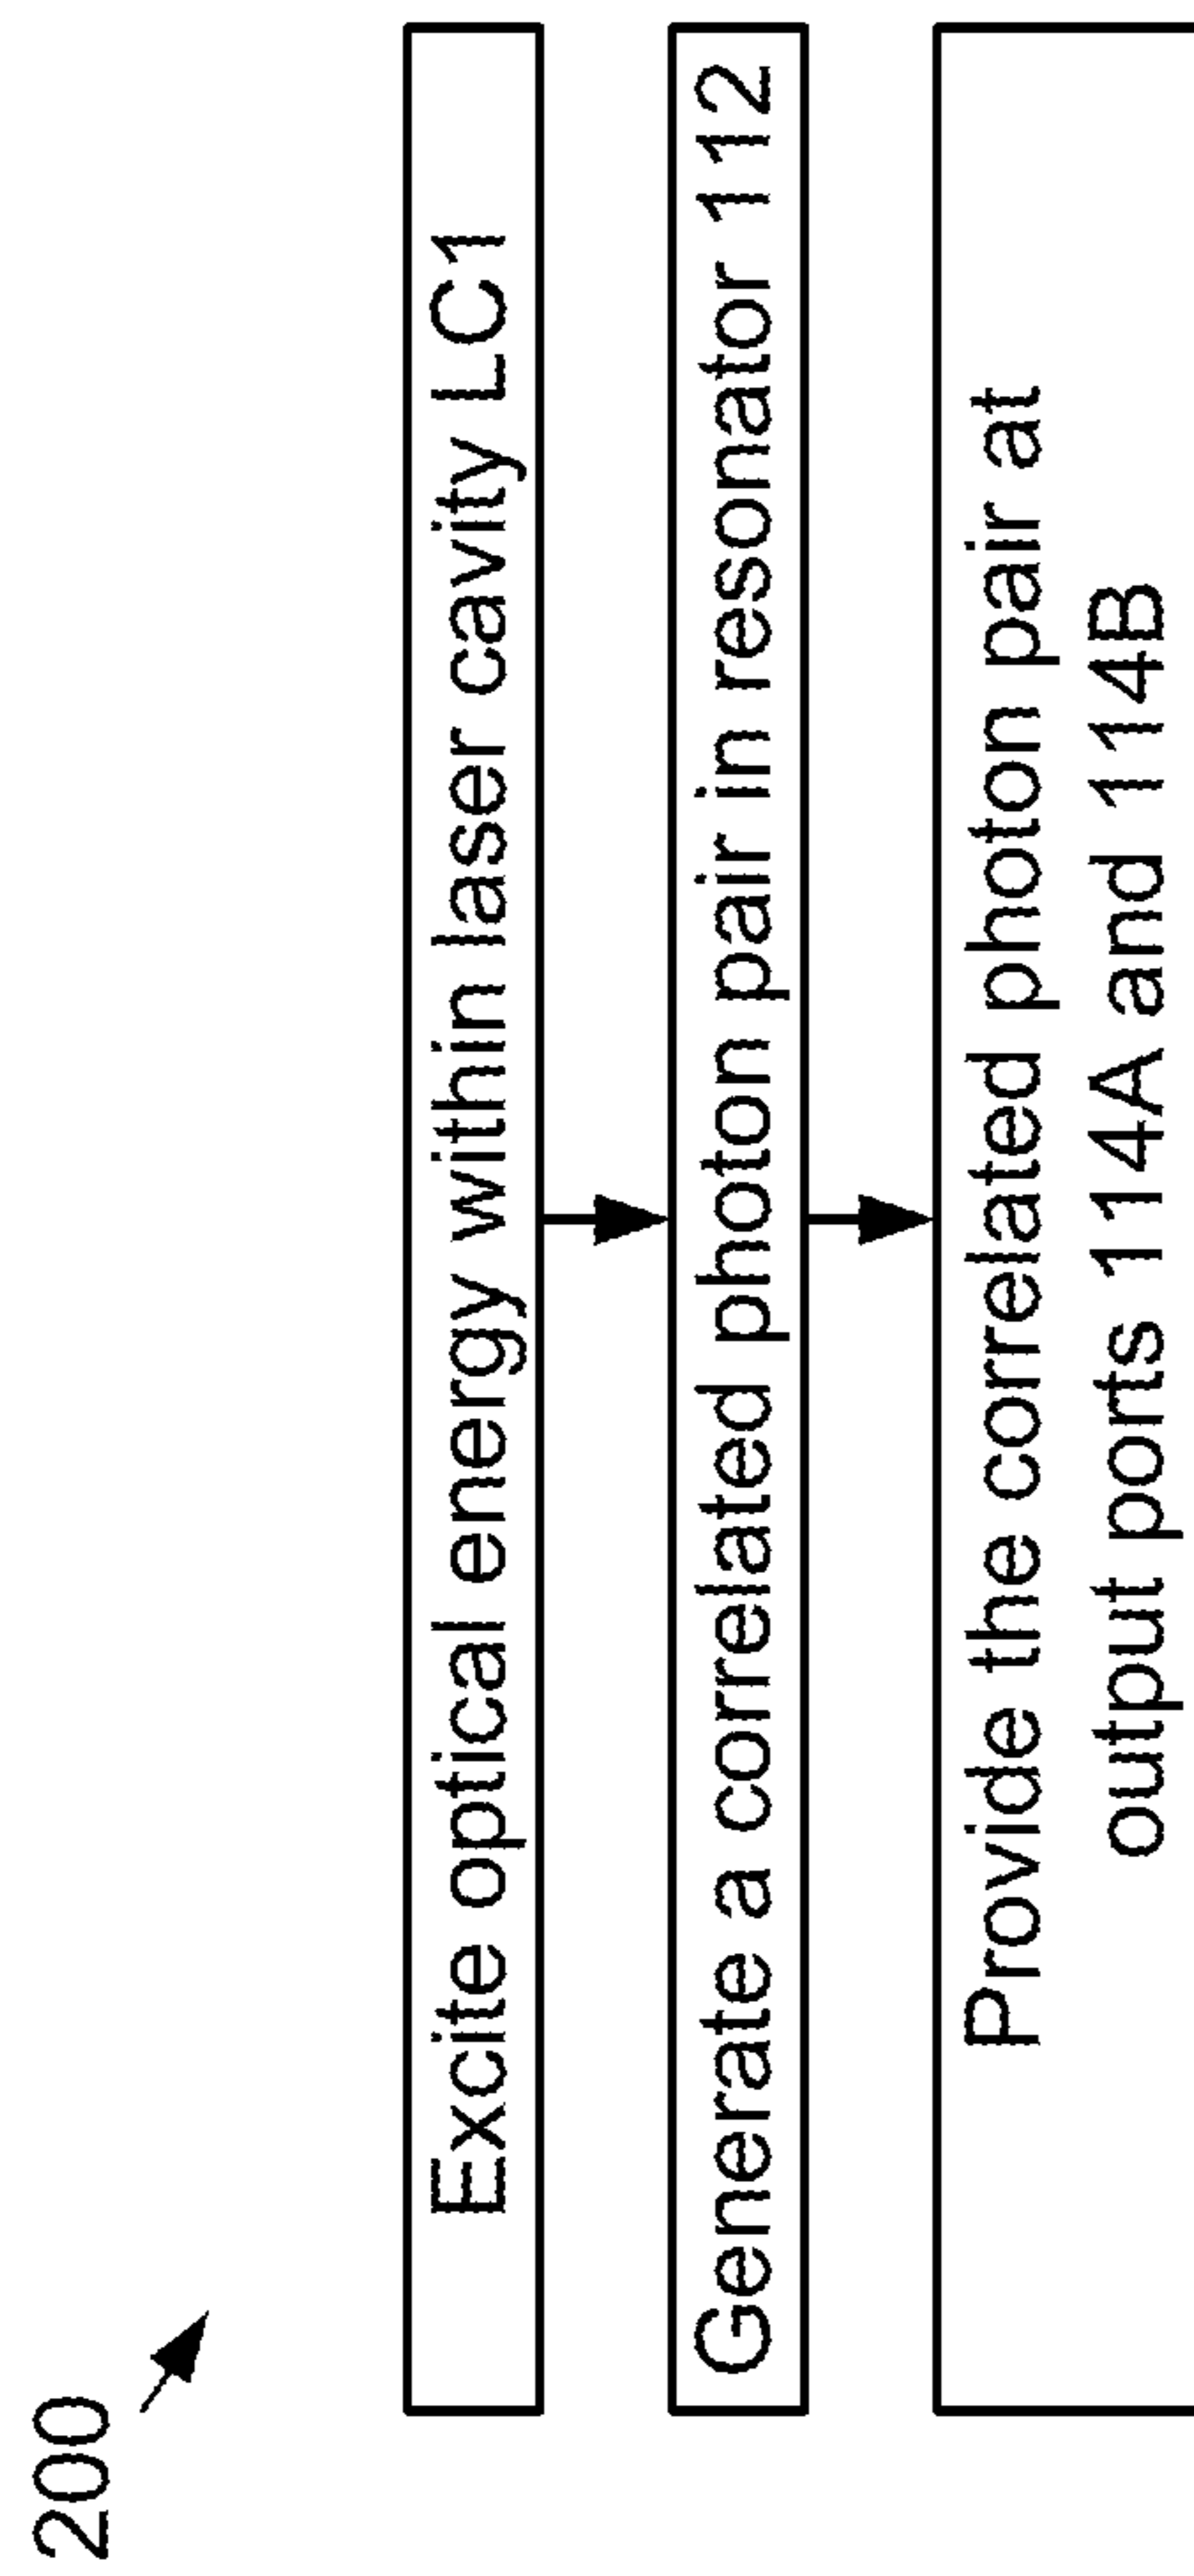 200
Excite optical energy within laser cavity LC1
Generate a correlated photon pair in resonator 112
Provide the correlated photon pair at
output ports 114A and 114B